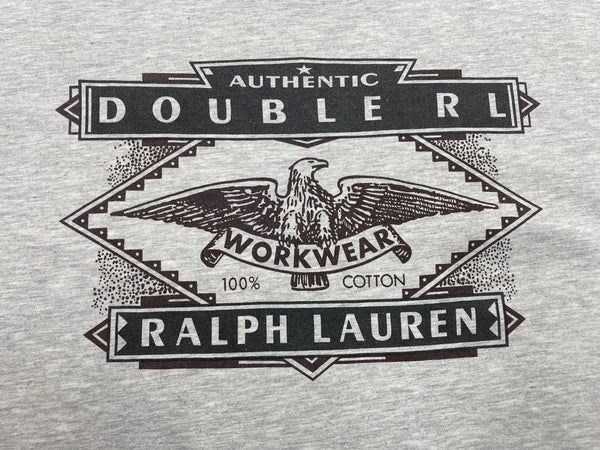 AUTHENTIC
DOUBLE RL
WORKWEAR
100% COTTON
RALPH LAUREN